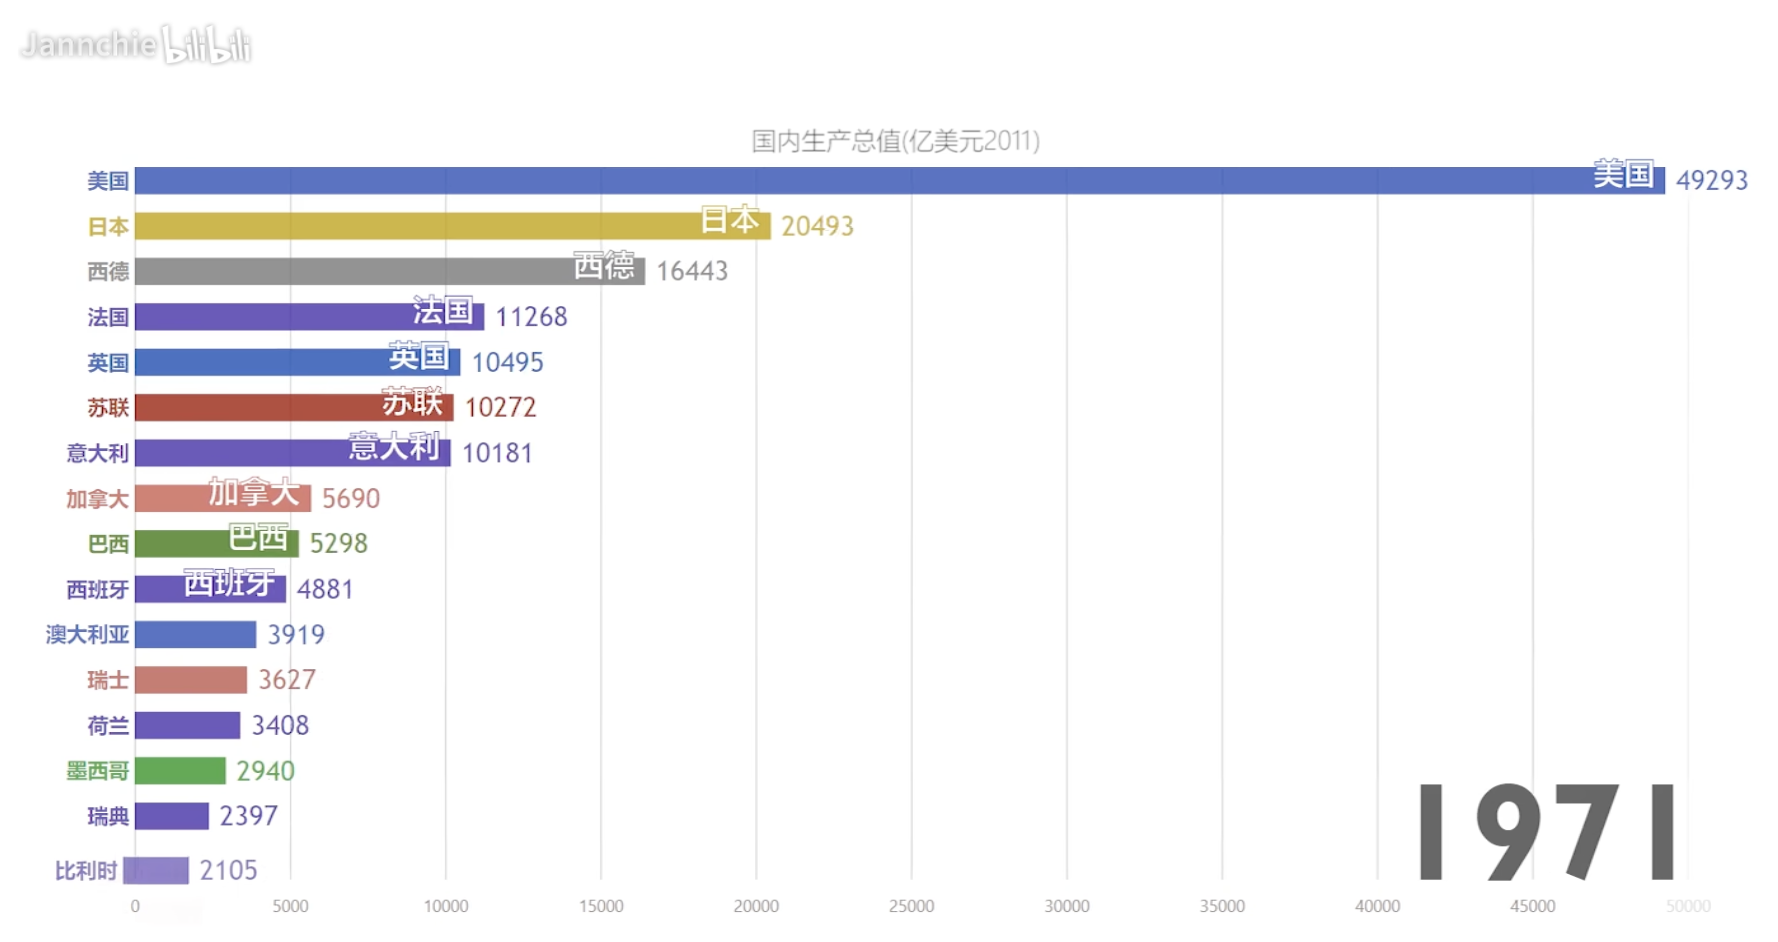 Jannchie bilibili
国内生产总值(亿美元2011)
美国 美国 49293
日本 日本 20493
西德 西德 16443
法国 法国 11268
英国 英国 10495
苏联 苏联 10272
意大利 意大利 10181
加拿大 加拿大 5690
巴西 巴西 5298
西班牙 西班牙 4881
澳大利亚 3919
瑞士 3627
荷兰 3408
墨西哥 2940
瑞典 2397
比利时 2105
1971
0 5000 10000 15000 20000 25000 30000 35000 40000 45000 50000